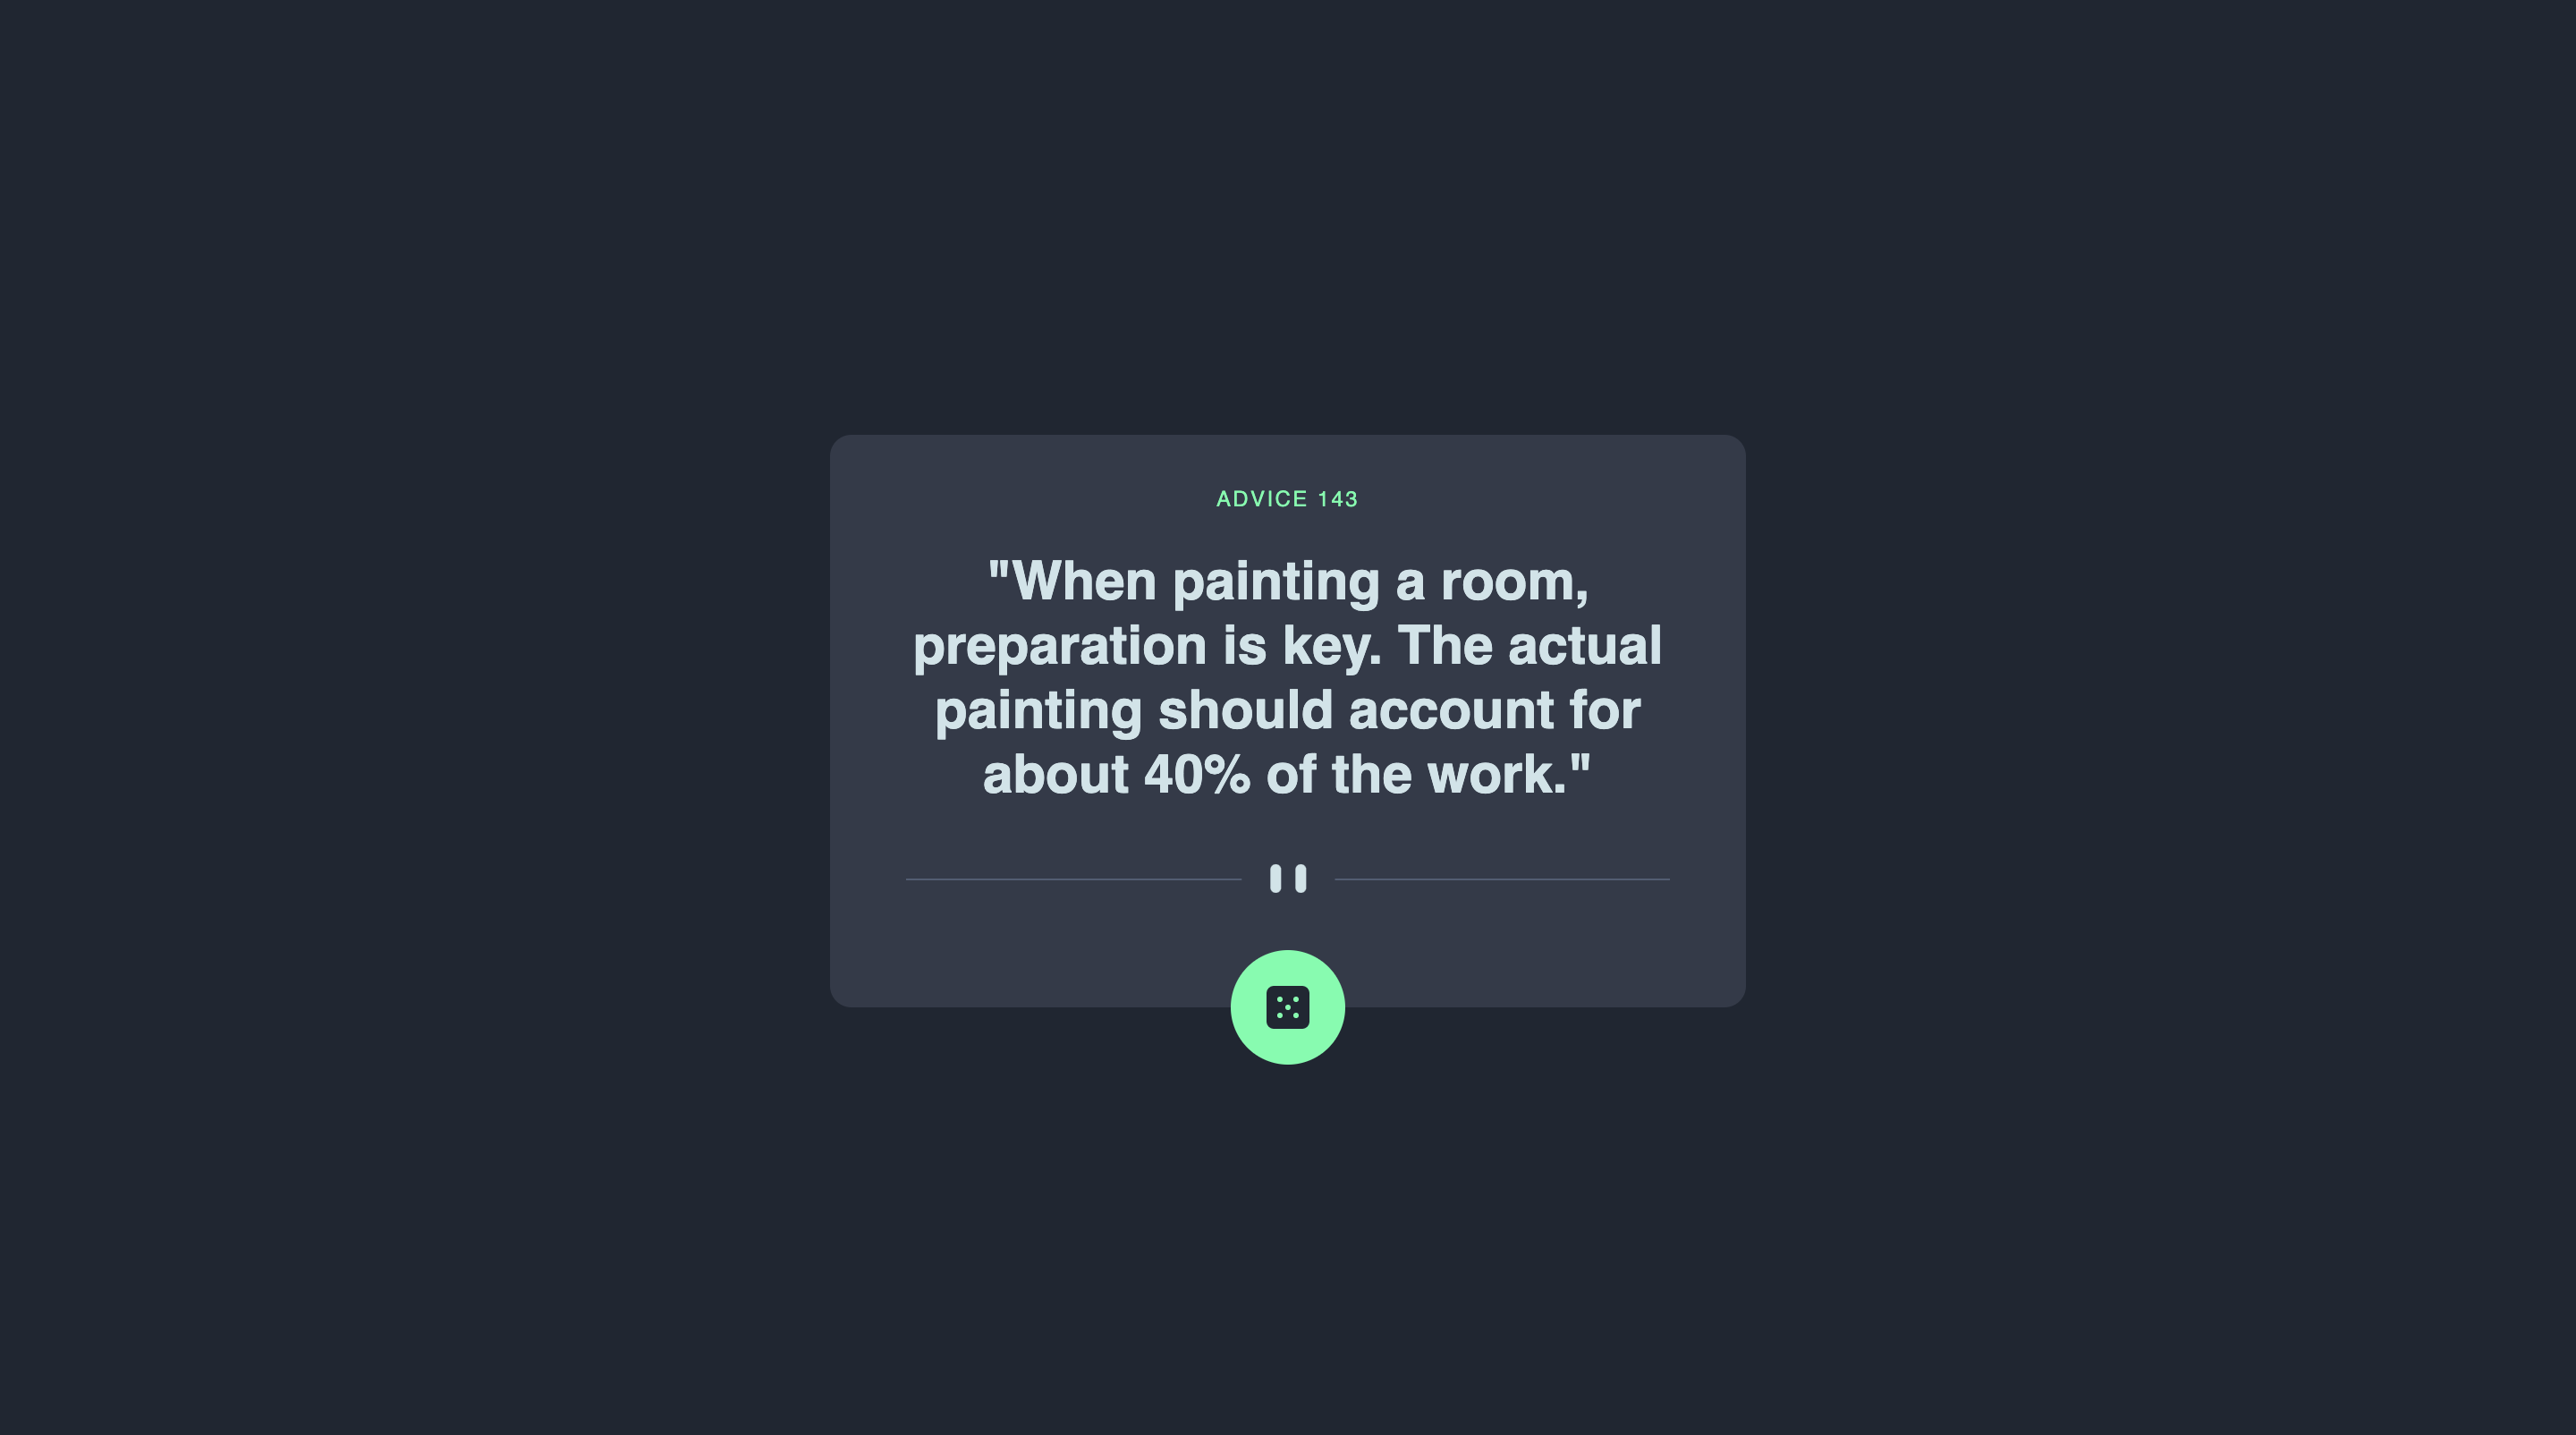 ADVICE 143
"When painting a room,
preparation is key. The actual
painting should account for
about 40% of the work."